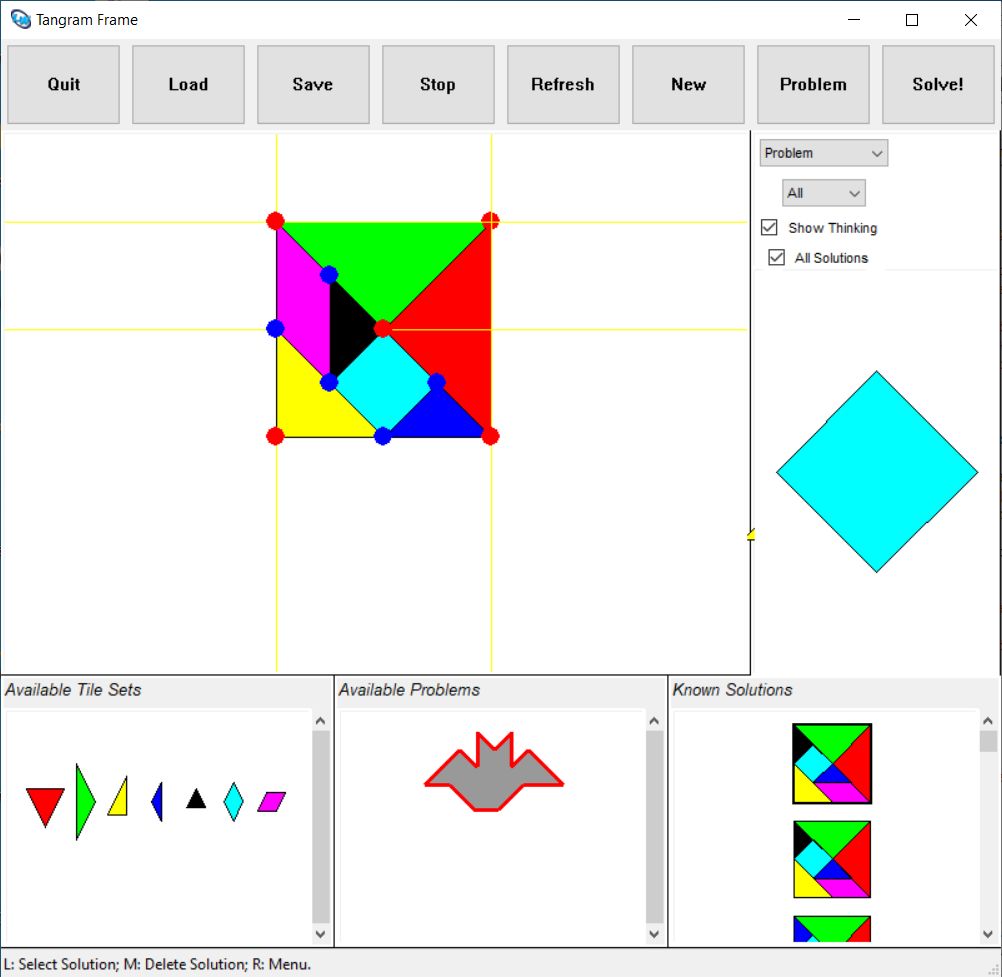 Tangram Frame
Quit Load Save Stop Refresh New Problem Solve!
Problem
All
Show Thinking
All Solutions
Available Tile Sets Available Problems Known Solutions
L: Select Solution; M: Delete Solution; R: Menu.